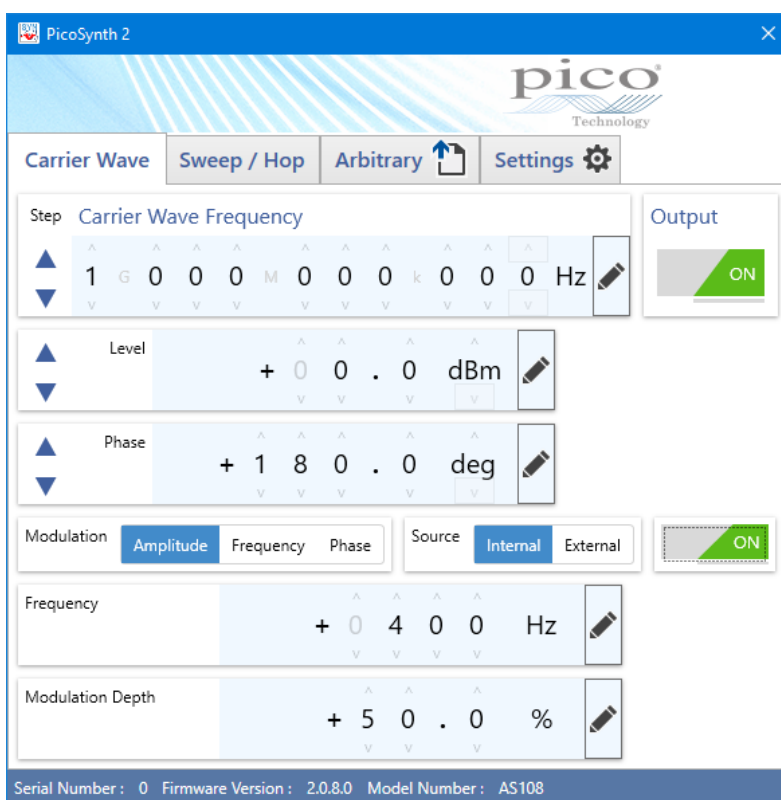 PicoSynth 2
pico
Technology
Carrier Wave Sweep / Hop Arbitrary Settings
Step Carrier Wave Frequency Output
1 G 0 0 0 M 0 0 0 k 0 0 0 Hz ON
Level + 0 0 . 0 dBm
Phase + 1 8 0 . 0 deg
Modulation Amplitude Frequency Phase Source Internal External ON
Frequency + 0 4 0 0 Hz
Modulation Depth + 5 0 . 0 %
Serial Number : 0 Firmware Version : 2.0.8.0 Model Number : AS108